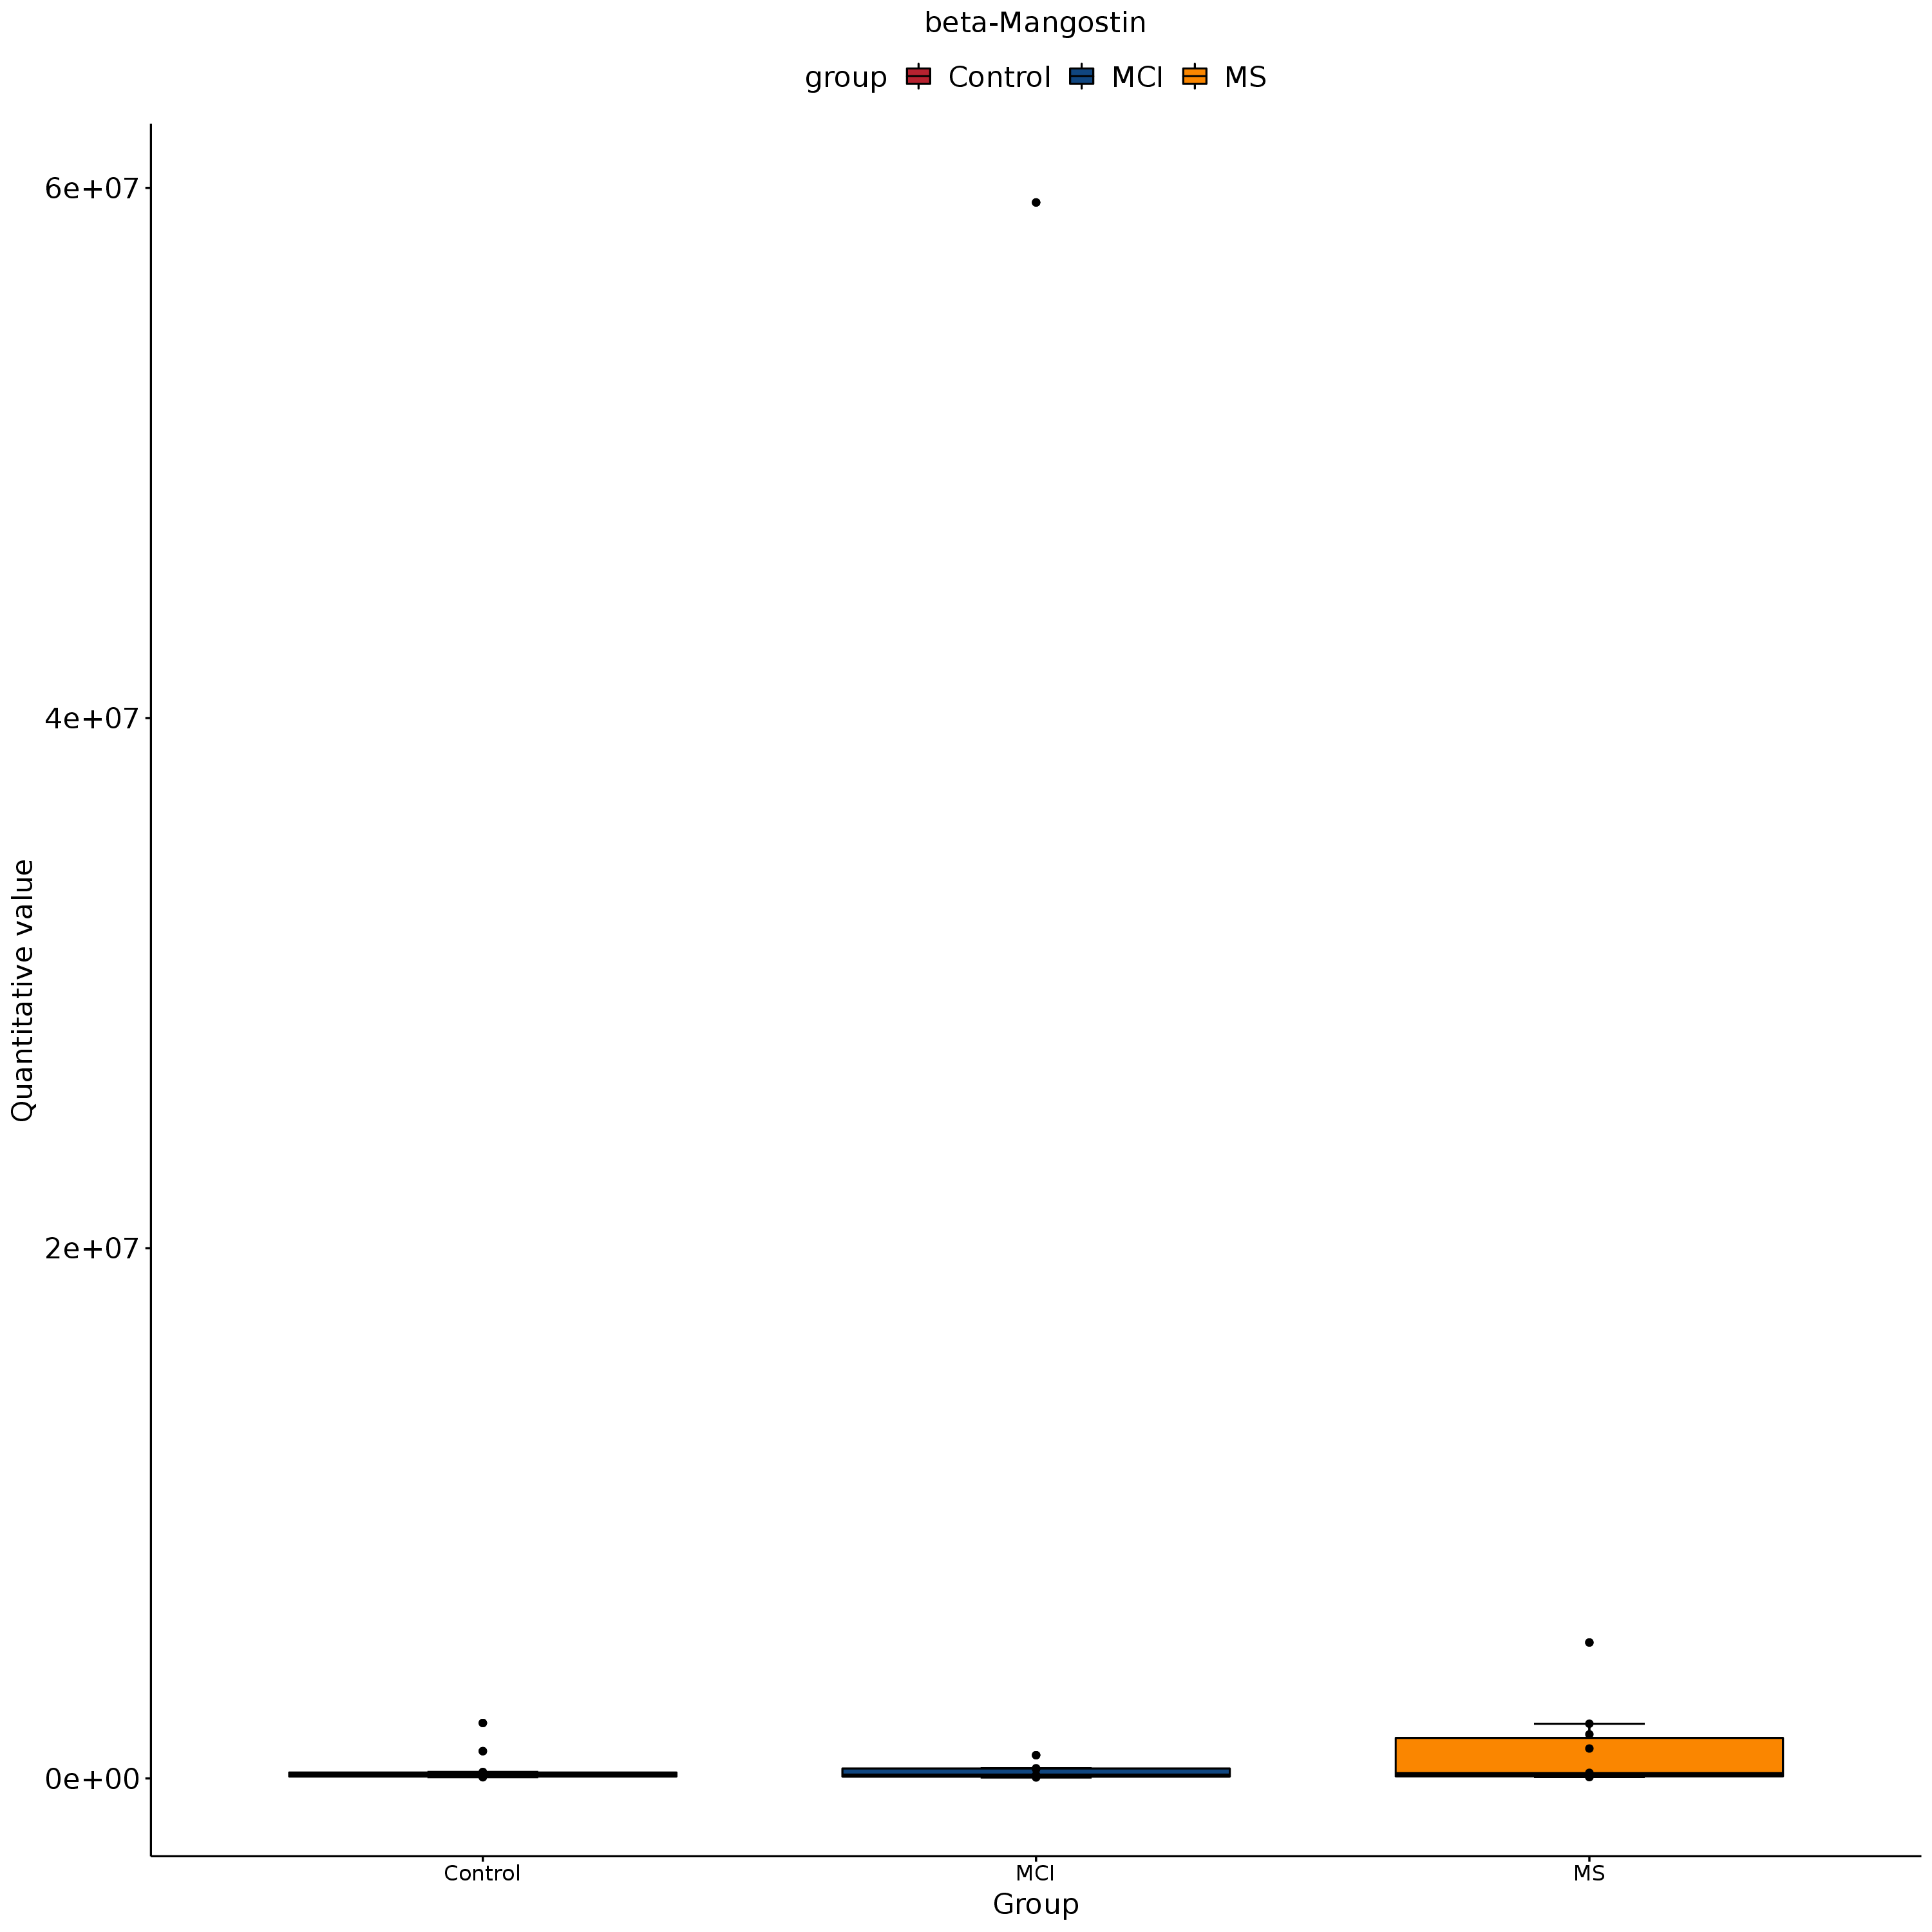 beta-Mangostin
group Control MCI MS
6e+07
4e+07
2e+07
0e+00
Quantitative value
Control MCI MS
Group